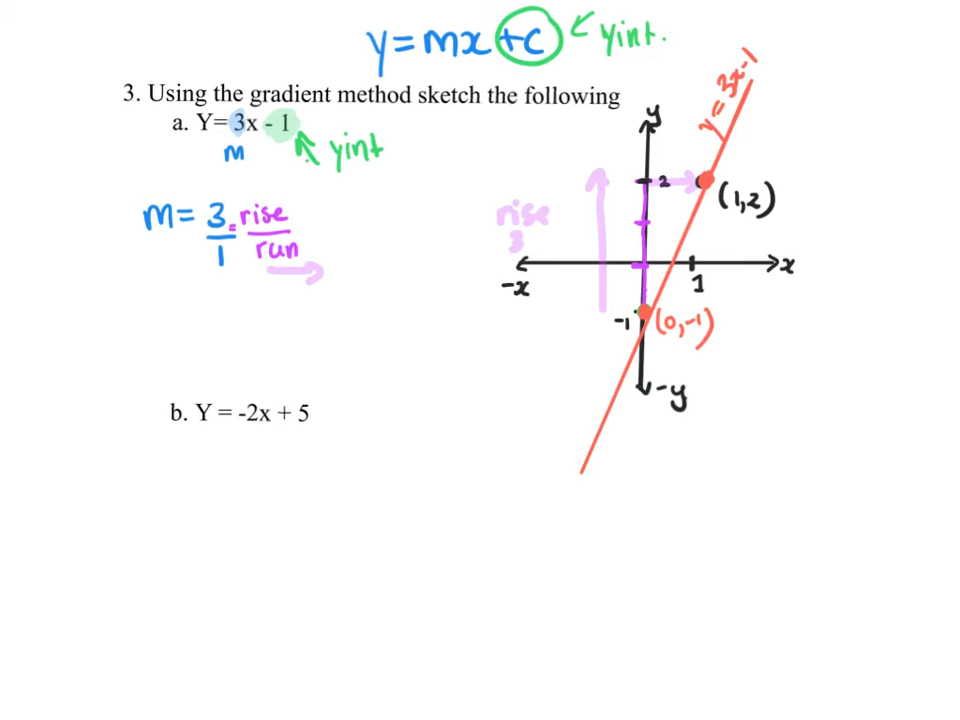 y = mx + c ← yint.
3. Using the gradient method sketch the following
a. Y= 3x - 1
m
yint
m = 3 = rise
1 run
b. Y = -2x + 5
y = 3x-1
y
2
(1,2)
rise
3
-x
x
1
-1
(0,-1)
-y